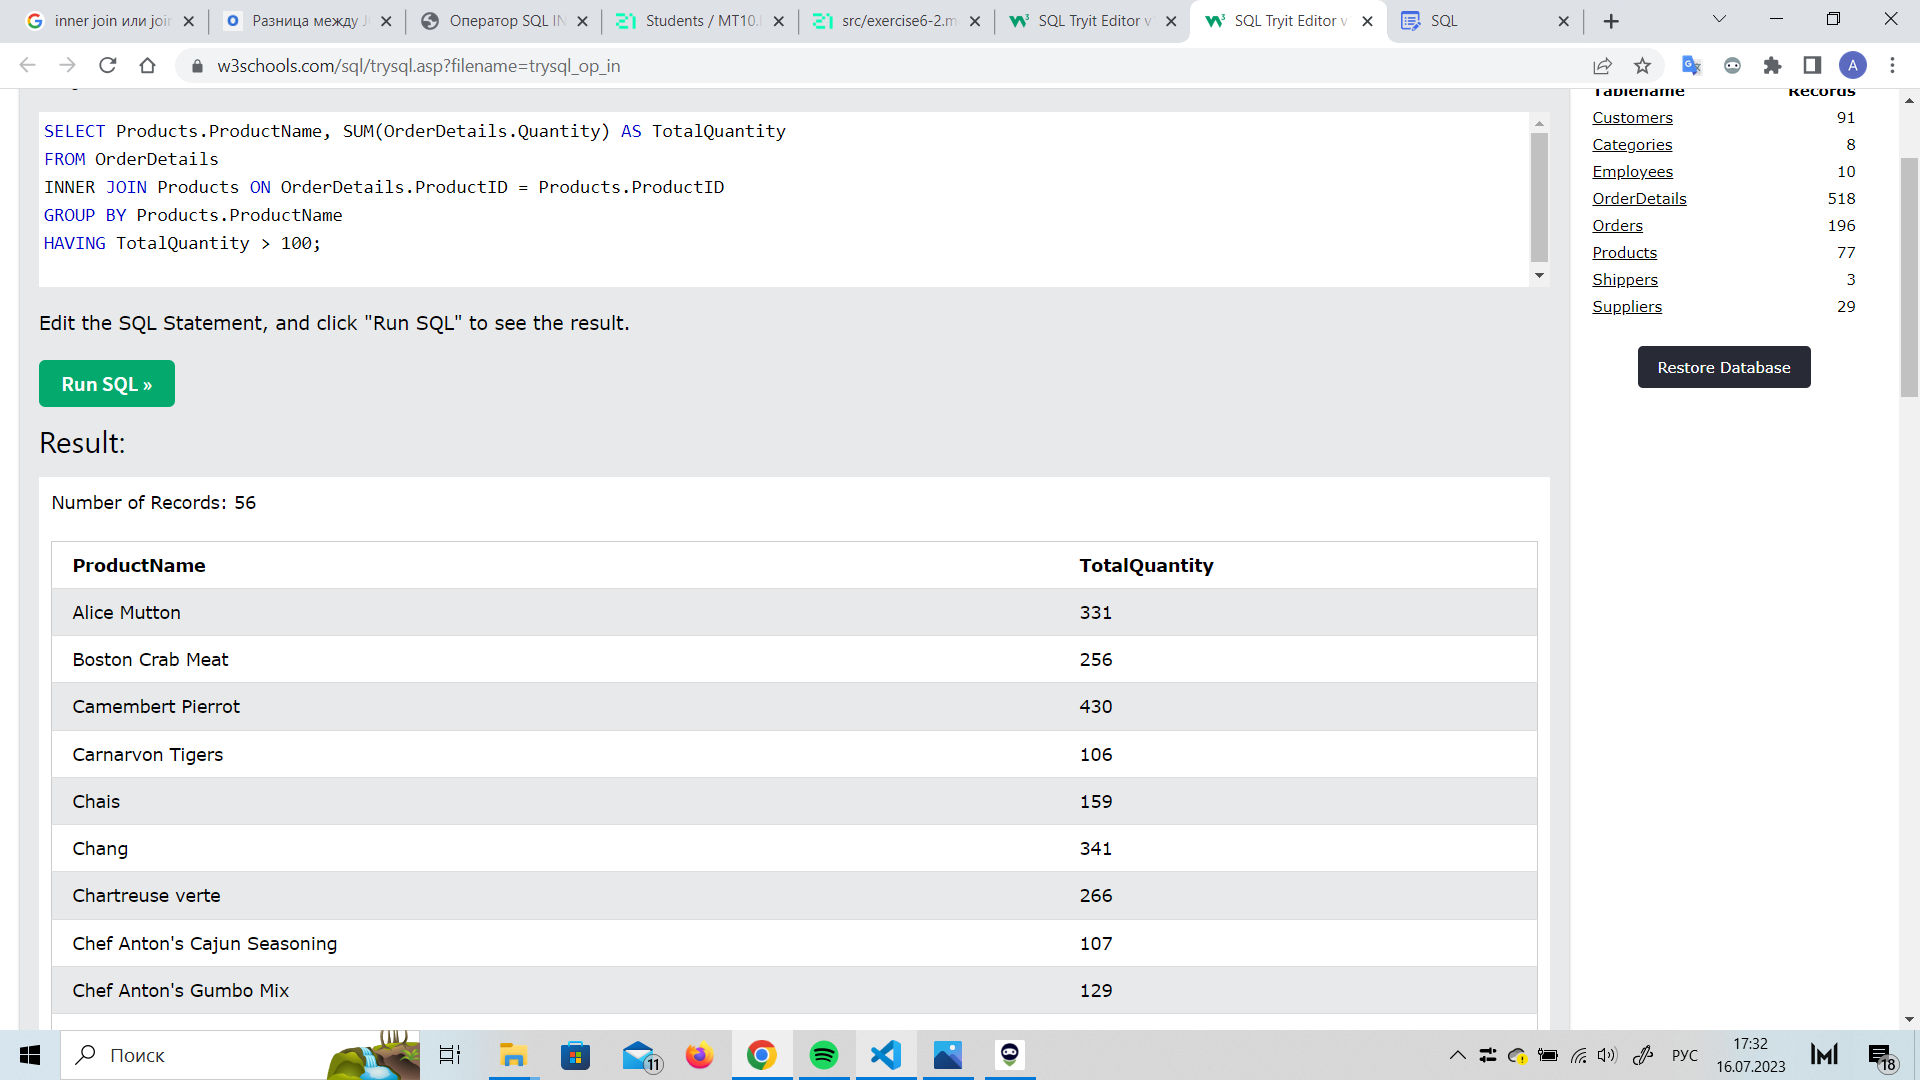 inner join или join
Разница между J
Оператор SQL IN
Students / MT10.
src/exercise6-2.m
SQL Tryit Editor v
SQL Tryit Editor v
SQL
w3schools.com/sql/trysql.asp?filename=trysql_op_in
A
SELECT Products.ProductName, SUM(OrderDetails.Quantity) AS TotalQuantity
FROM OrderDetails
INNER JOIN Products ON OrderDetails.ProductID = Products.ProductID
GROUP BY Products.ProductName
HAVING TotalQuantity > 100;
Edit the SQL Statement, and click "Run SQL" to see the result.
Run SQL »
Result:
Number of Records: 56
ProductName TotalQuantity
Alice Mutton 331
Boston Crab Meat 256
Camembert Pierrot 430
Carnarvon Tigers 106
Chais 159
Chang 341
Chartreuse verte 266
Chef Anton's Cajun Seasoning 107
Chef Anton's Gumbo Mix 129
Tablename Records
Customers 91
Categories 8
Employees 10
OrderDetails 518
Orders 196
Products 77
Shippers 3
Suppliers 29
Restore Database
Поиск
11
РУС
17:32
16.07.2023
18